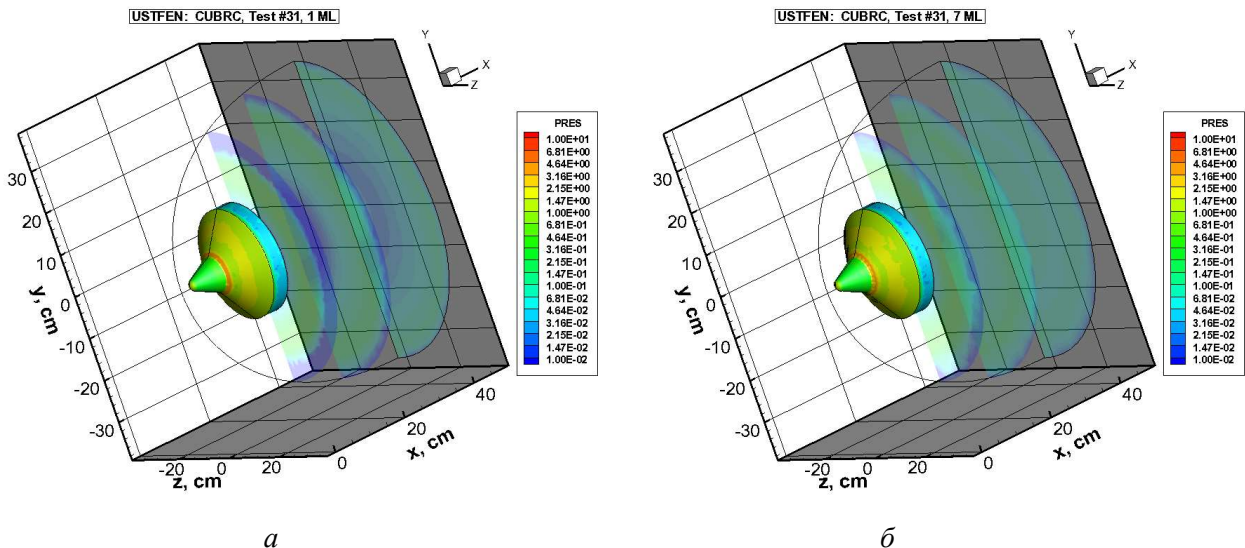 USTFEN: CUBRC, Test #31, 1 ML
Y
X
Z
PRES
1.00E+01
6.81E+00
4.64E+00
3.16E+00
2.15E+00
1.47E+00
1.00E+00
6.81E-01
4.64E-01
3.16E-01
2.15E-01
1.47E-01
1.00E-01
6.81E-02
4.64E-02
3.16E-02
2.15E-02
1.47E-02
1.00E-02
30
20
10
0
-10
-20
-30
y, cm
-20
0
20
z, cm
0
20
40
x, cm
а
USTFEN: CUBRC, Test #31, 7 ML
Y
X
Z
PRES
1.00E+01
6.81E+00
4.64E+00
3.16E+00
2.15E+00
1.47E+00
1.00E+00
6.81E-01
4.64E-01
3.16E-01
2.15E-01
1.47E-01
1.00E-01
6.81E-02
4.64E-02
3.16E-02
2.15E-02
1.47E-02
1.00E-02
30
20
10
0
-10
-20
-30
y, cm
-20
0
20
z, cm
0
20
40
x, cm
б